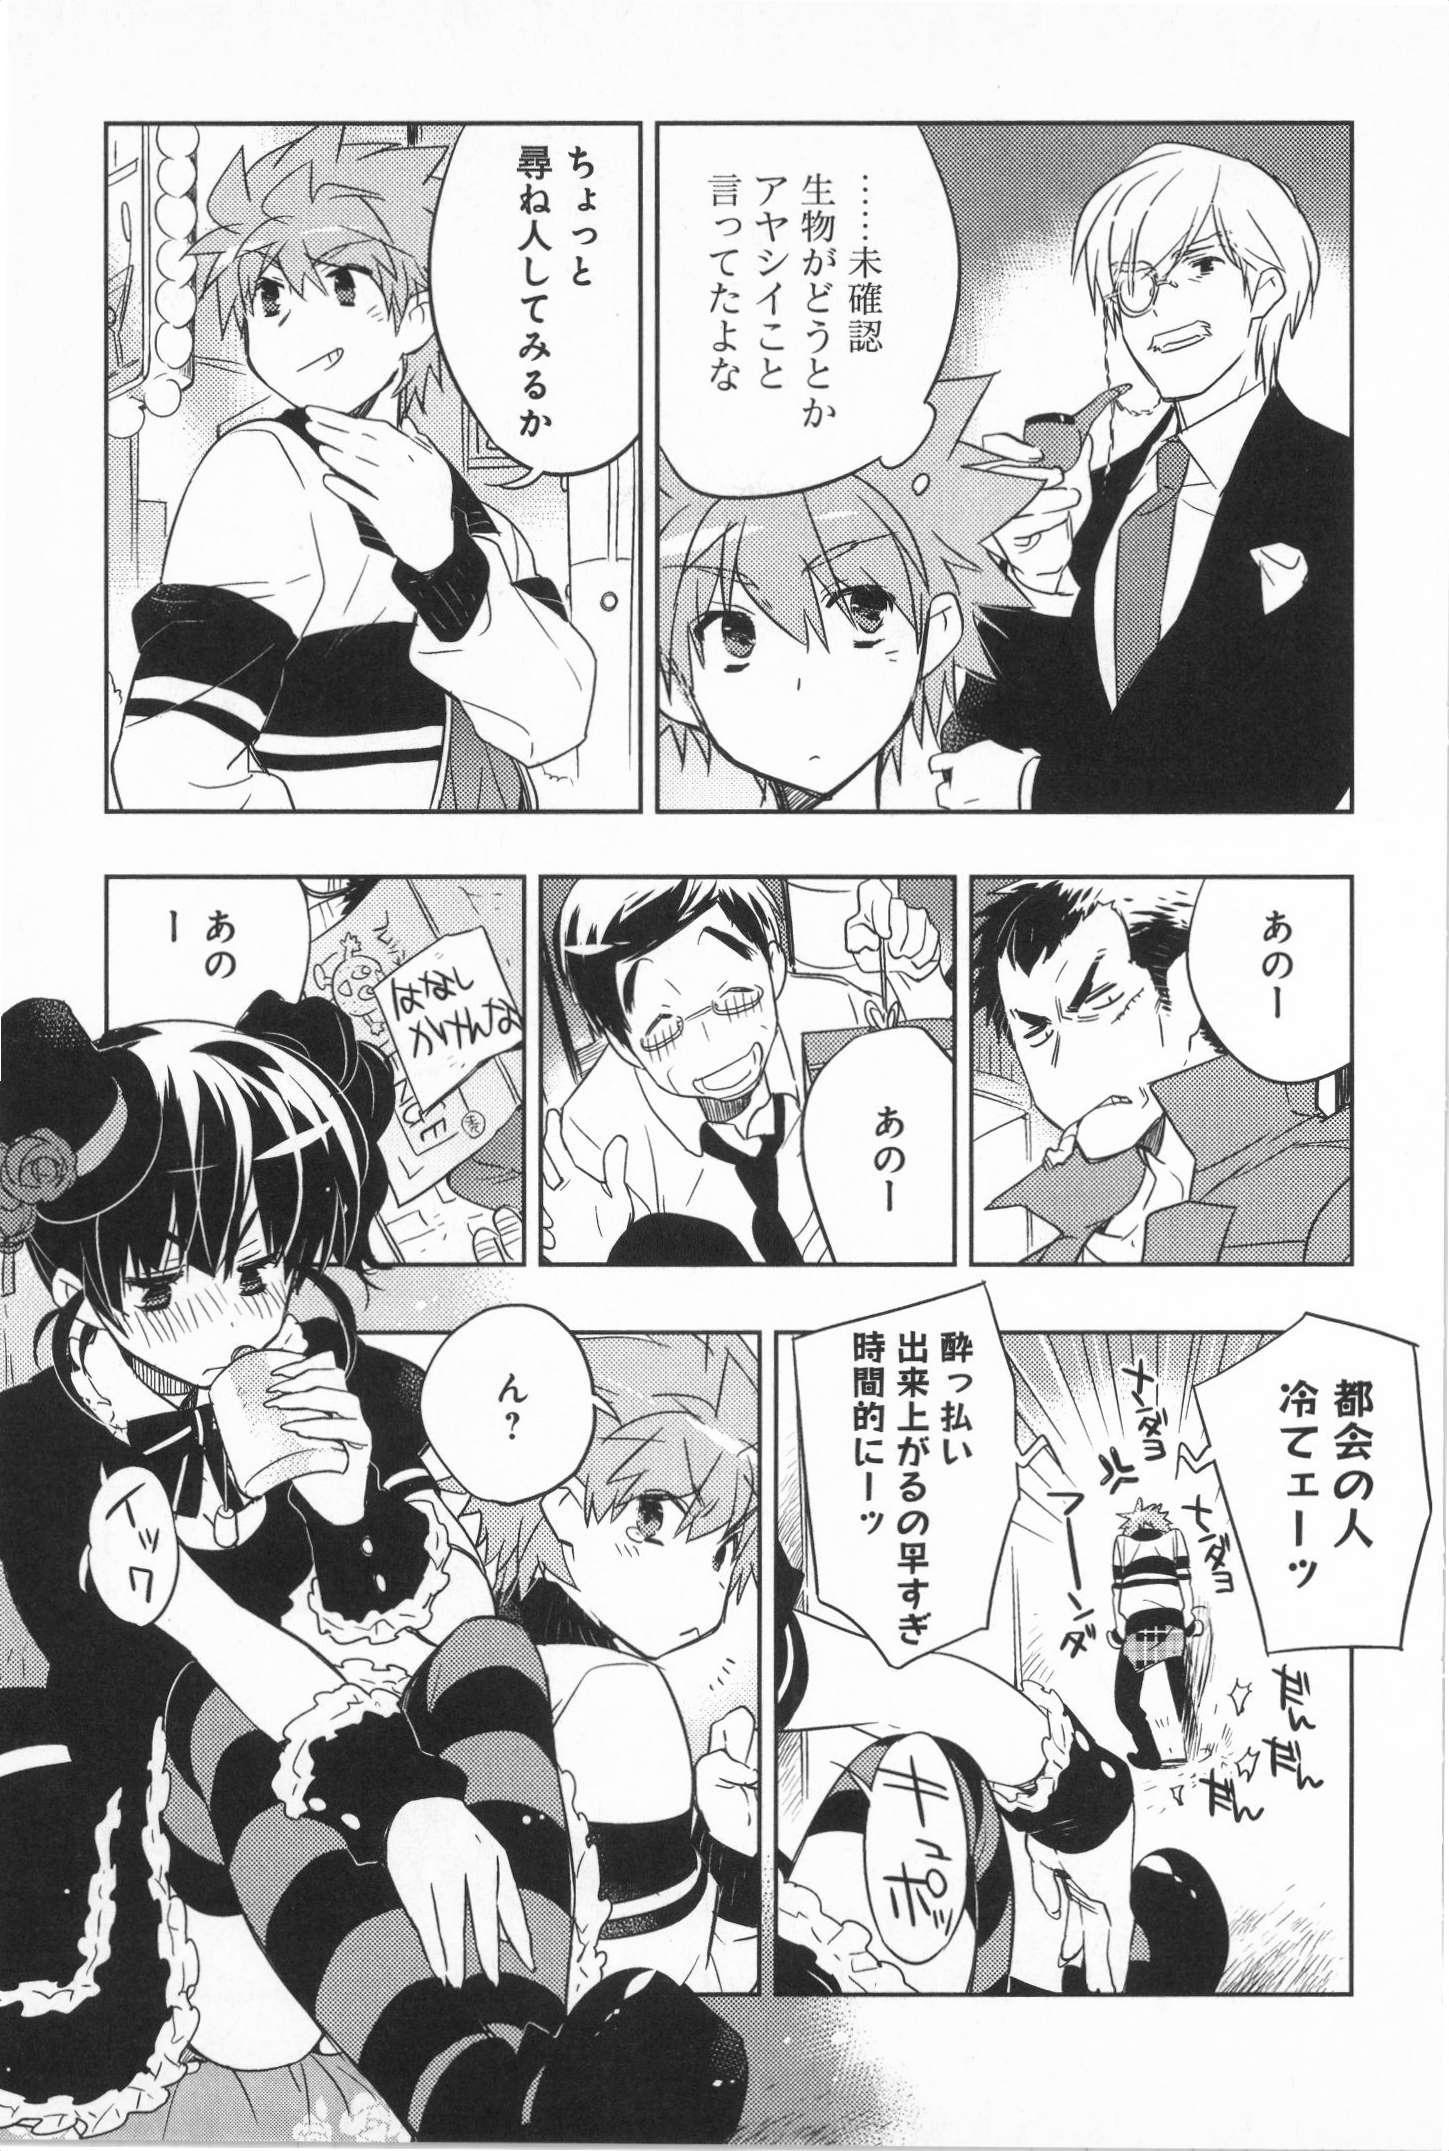 ……未確認
生物がどうとか
アヤシイこと
言ってたよな
ちょっと
尋ね人してみるか
あのー
あのー
あのー
はなし
かけんな
都会の人
冷てェーッ
メンダョ
ナンダョ
フーンダ
だん
だん
だん
酔っ払い
出来上がるの早すぎ
時間的にーッ
キュポッ
ん?
イック